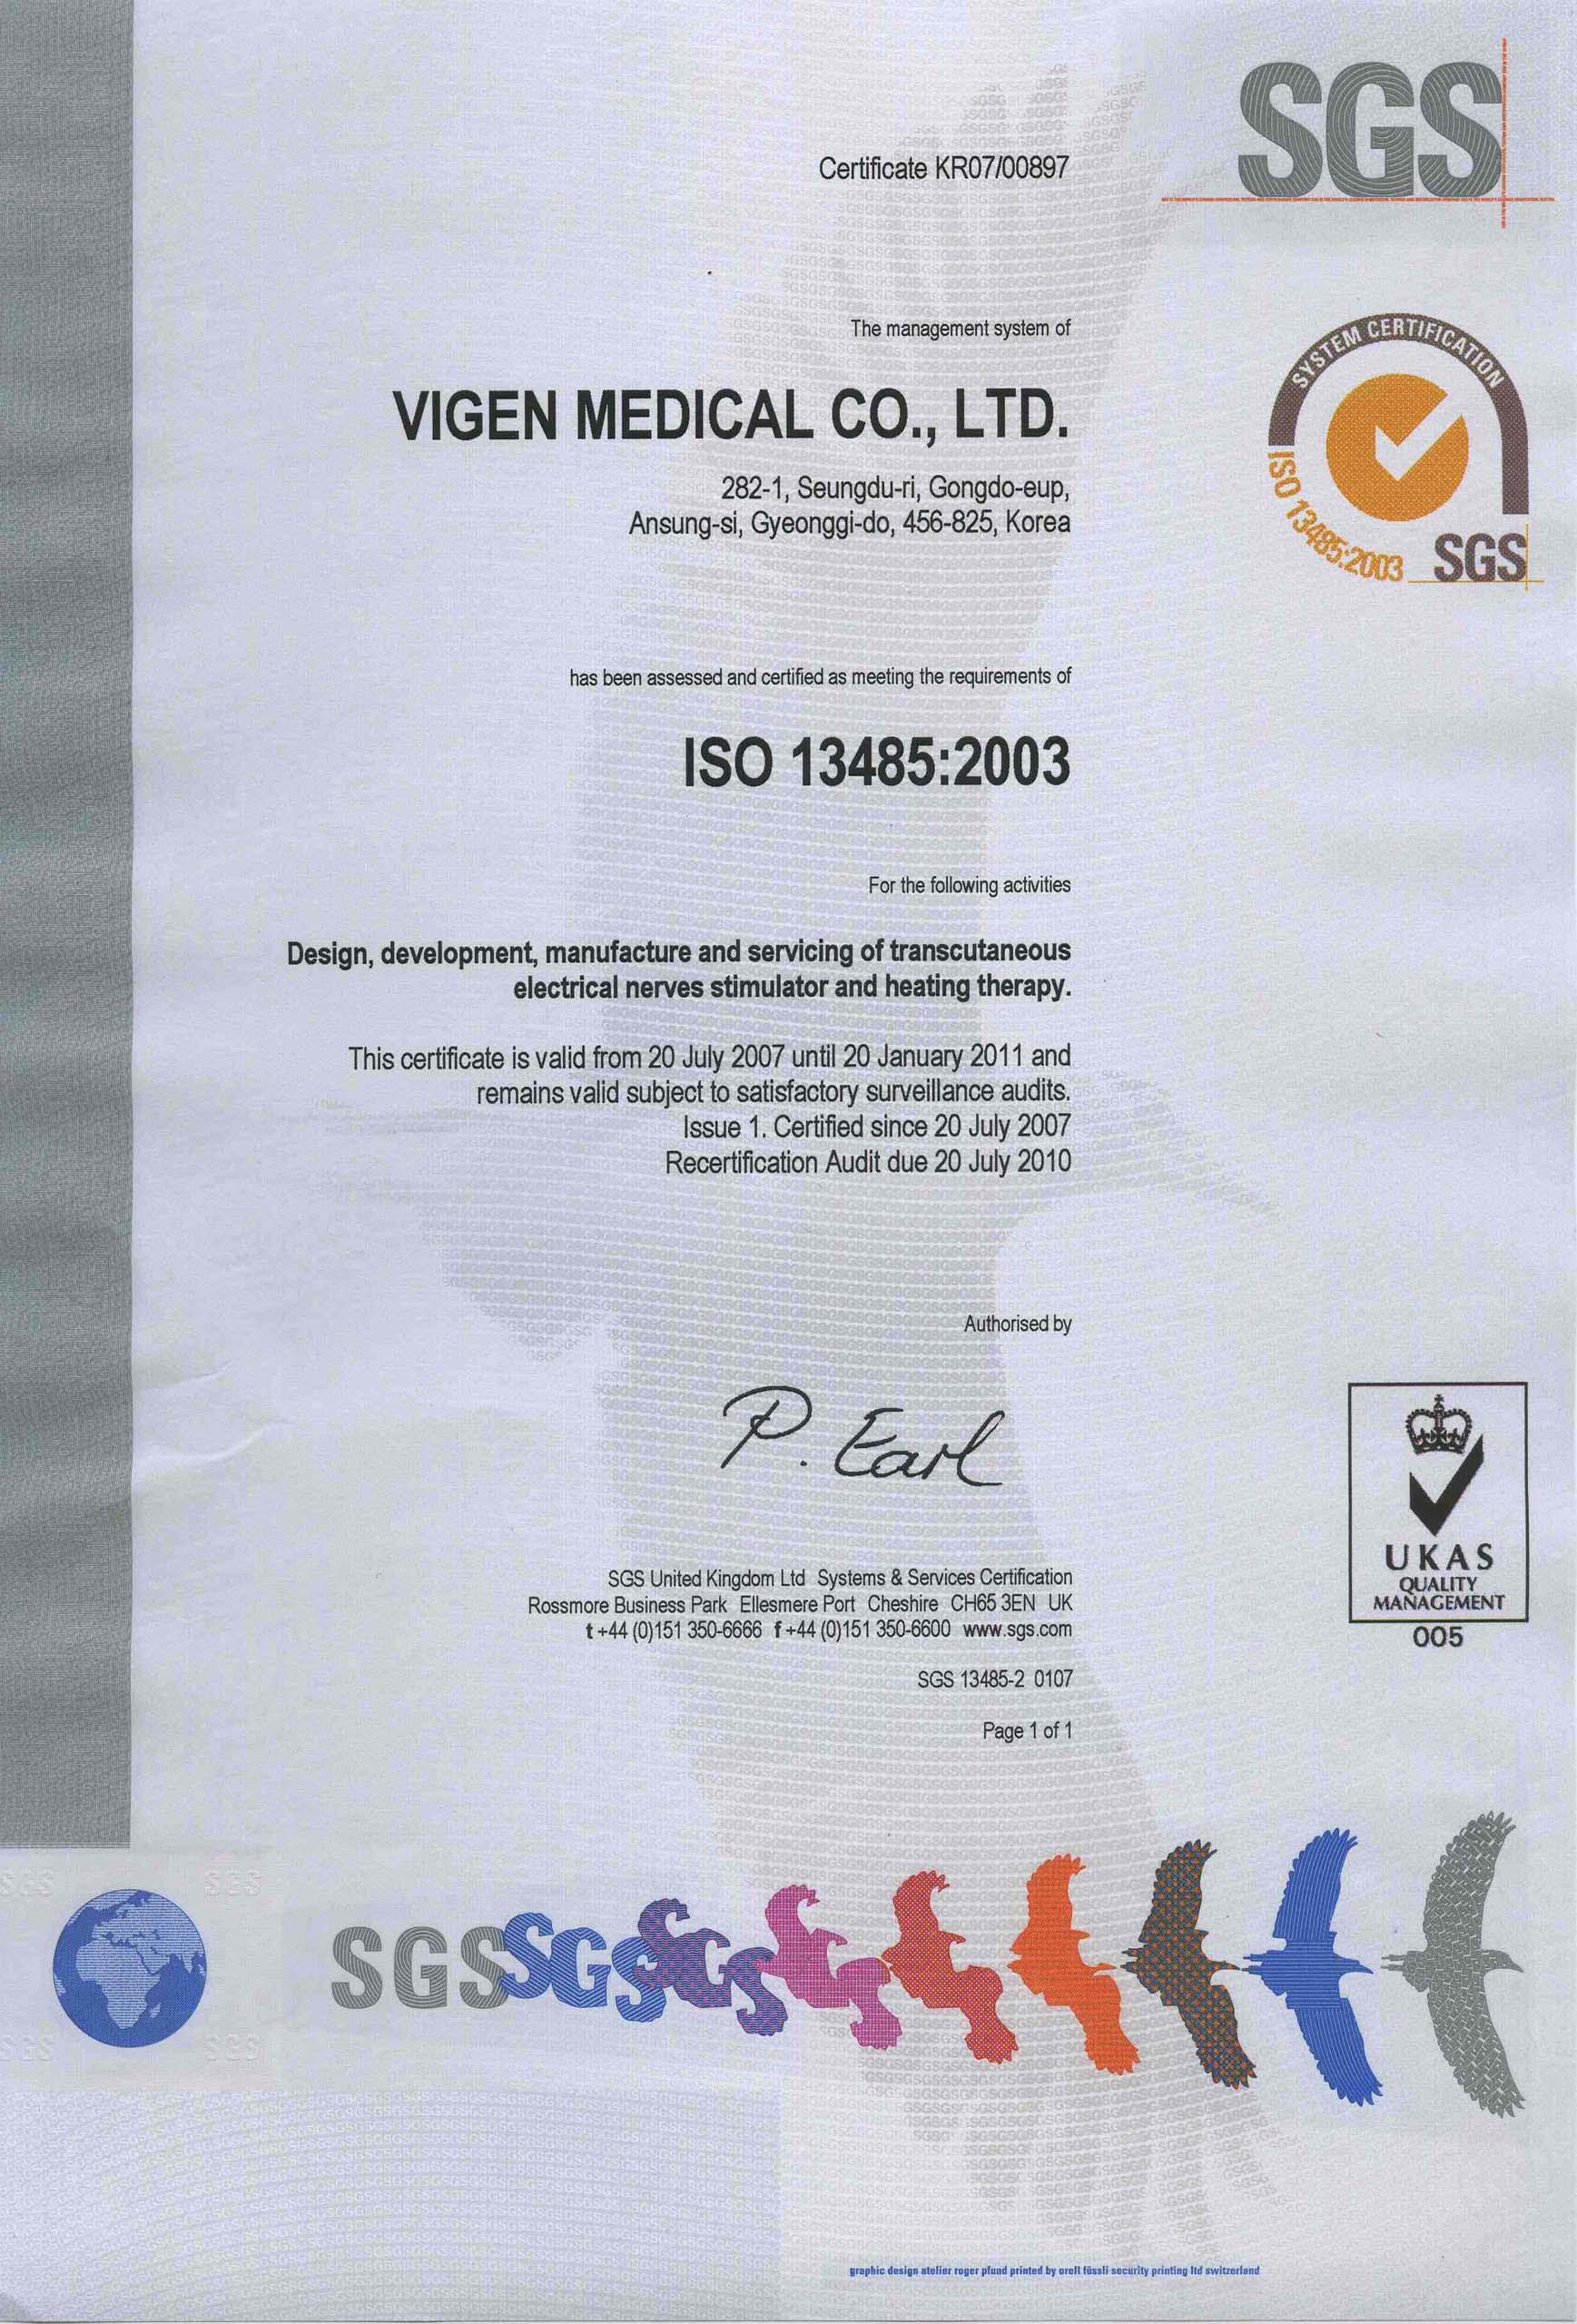 SGS
Certificate KR07/00897
The management system of
VIGEN MEDICAL CO., LTD.
282-1, Seungdu-ri, Gongdo-eup,
Ansung-si, Gyeonggi-do, 456-825, Korea
SYSTEM CERTIFICATION
ISO 13485:2003
SGS
has been assessed and certified as meeting the requirements of
ISO 13485:2003
For the following activities
Design, development, manufacture and servicing of transcutaneous
electrical nerves stimulator and heating therapy.
This certificate is valid from 20 July 2007 until 20 January 2011 and
remains valid subject to satisfactory surveillance audits.
Issue 1. Certified since 20 July 2007
Recertification Audit due 20 July 2010
Authorised by
P. Earl
SGS United Kingdom Ltd Systems & Services Certification
Rossmore Business Park Ellesmere Port Cheshire CH65 3EN UK
t +44 (0)151 350-6666 f +44 (0)151 350-6600 www.sgs.com
SGS 13485-2 0107
Page 1 of 1
UKAS
QUALITY
MANAGEMENT
005
SGS SGS SGS
graphic design atelier roger pfund printed by orell füssli security printing ltd switzerland